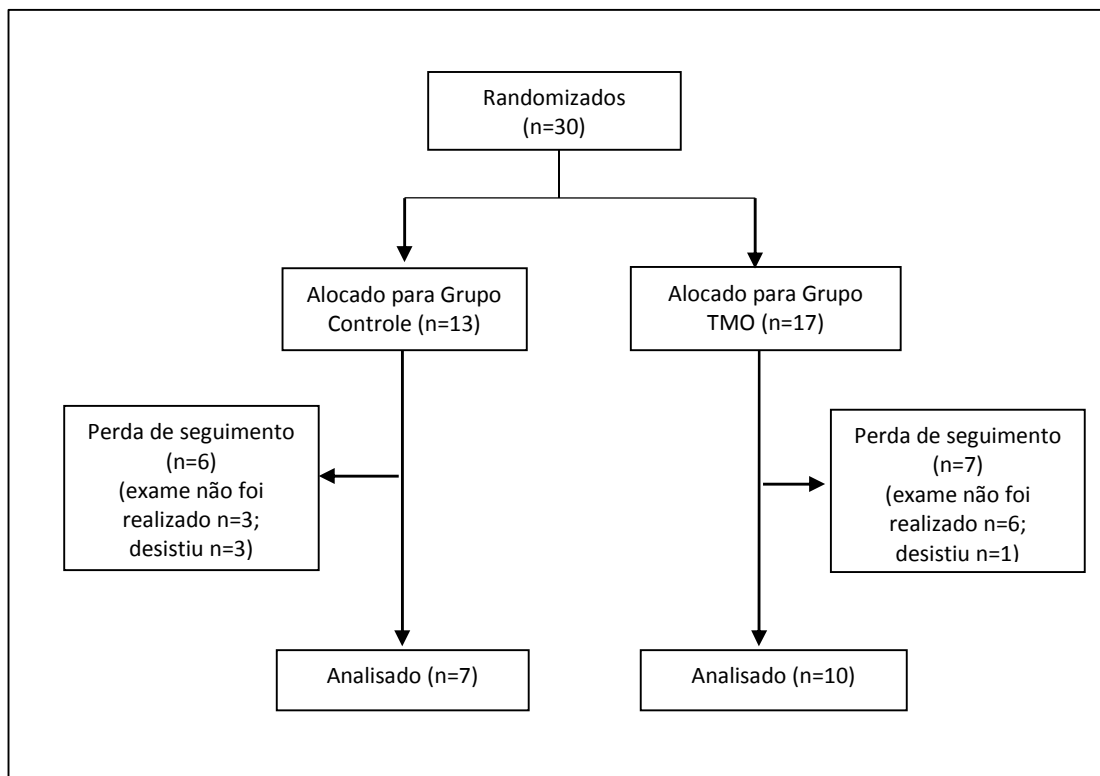 Randomizados
(n=30)
Alocado para Grupo
Controle (n=13)
Alocado para Grupo
TMO (n=17)
Perda de seguimento
(n=6)
(exame não foi
realizado n=3;
desistiu n=3)
Perda de seguimento
(n=7)
(exame não foi
realizado n=6;
desistiu n=1)
Analisado (n=7)
Analisado (n=10)